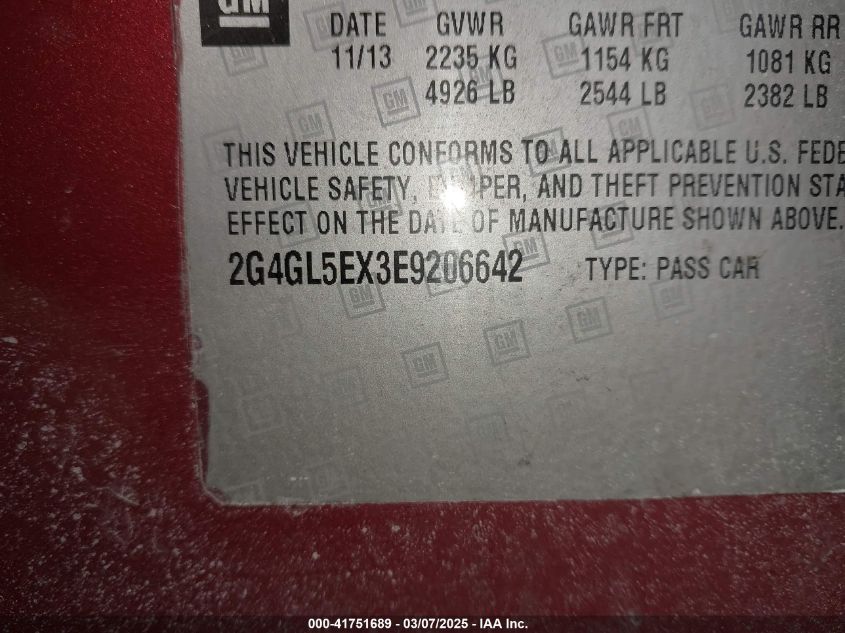 GM
DATE GVWR GAWR FRT GAWR RR
11/13 2235 KG 1154 KG 1081 KG
4926 LB 2544 LB 2382 LB
THIS VEHICLE CONFORMS TO ALL APPLICABLE U.S. FEDE
VEHICLE SAFETY, PER, AND THEFT PREVENTION STA
EFFECT ON THE DATE OF MANUFACTURE SHOWN ABOVE.
2G4GL5EX3E9206642 TYPE: PASS CAR
000-41751689 - 03/07/2025 - IAA Inc.